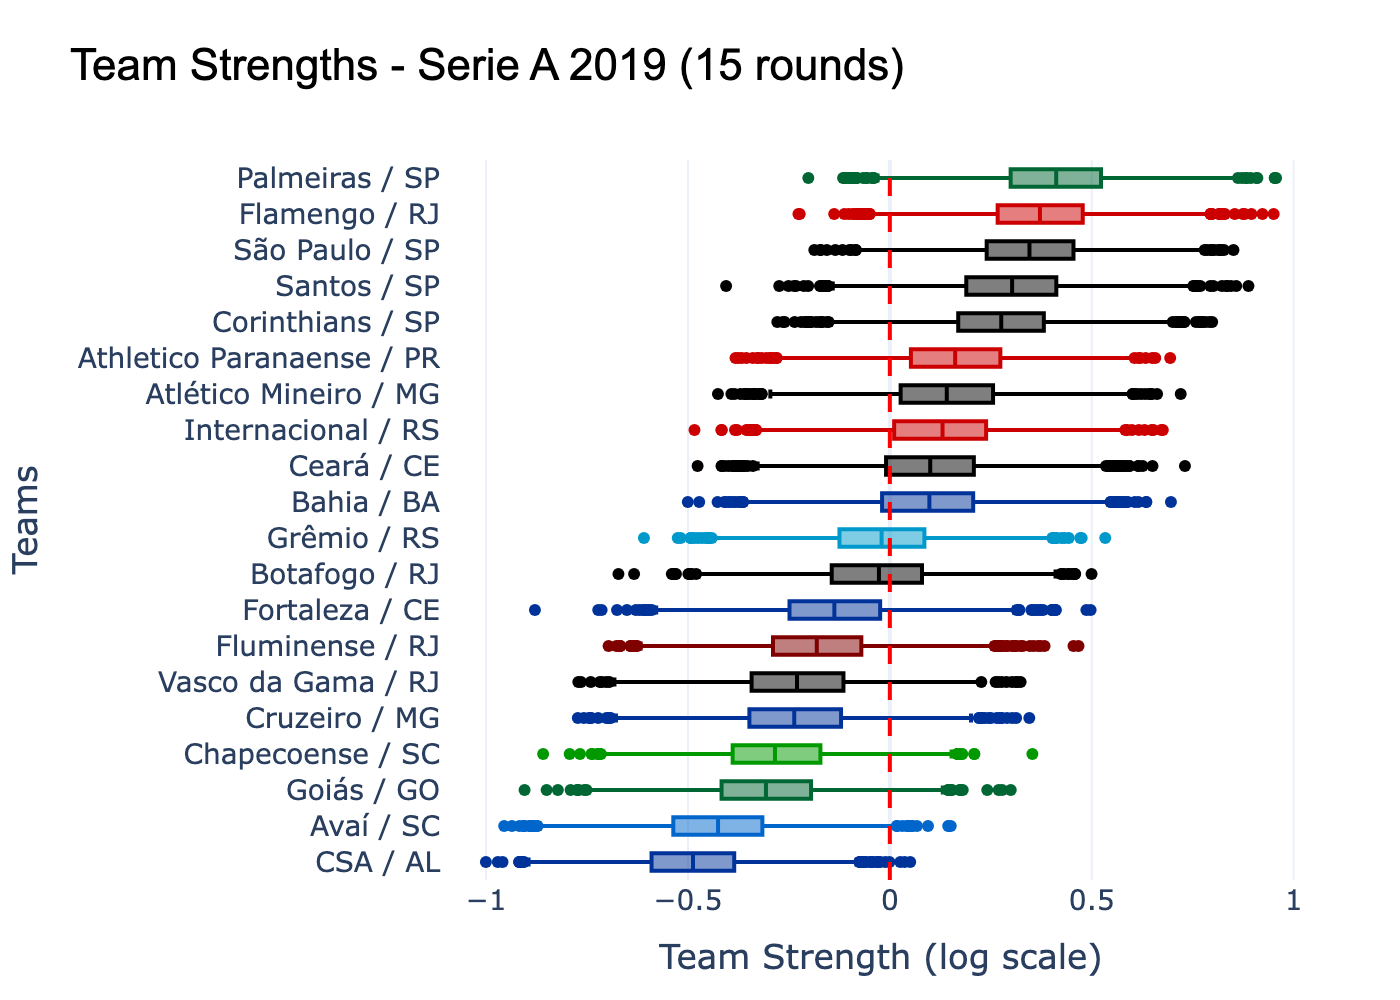 Team Strengths - Serie A 2019 (15 rounds)
Palmeiras / SP
Flamengo / RJ
São Paulo / SP
Santos / SP
Corinthians / SP
Athletico Paranaense / PR
Atlético Mineiro / MG
Internacional / RS
Ceará / CE
Bahia / BA
Grêmio / RS
Botafogo / RJ
Fortaleza / CE
Fluminense / RJ
Vasco da Gama / RJ
Cruzeiro / MG
Chapecoense / SC
Goiás / GO
Avaí / SC
CSA / AL
Teams
−1 −0.5 0 0.5 1
Team Strength (log scale)